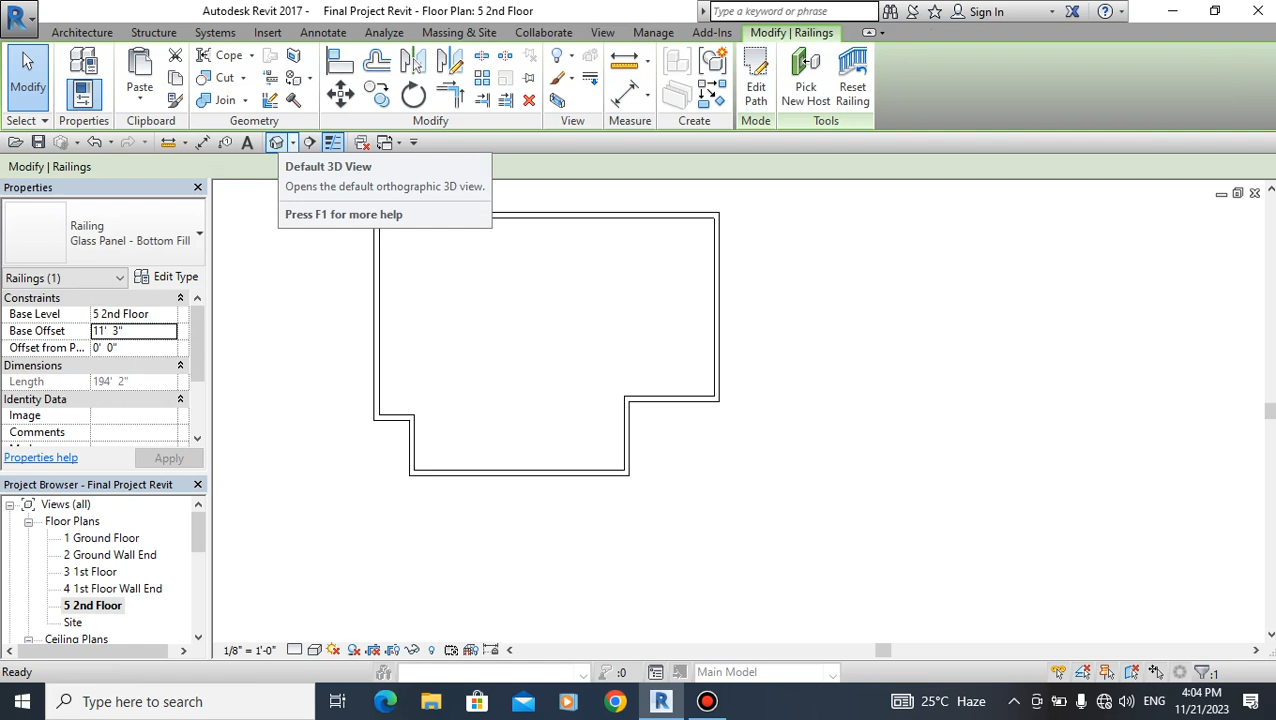 Autodesk Revit 2017 - Final Project Revit - Floor Plan: 5 2nd Floor
Type a keyword or phrase
Sign In
Architecture Structure Systems Insert Annotate Analyze Massing & Site Collaborate View Manage Add-Ins Modify | Railings
Modify
Paste
Cope
Cut
Join
Edit Path
Pick New Host
Reset Railing
Select Properties Clipboard Geometry Modify View Measure Create Mode Tools
Modify | Railings
Default 3D View
Opens the default orthographic 3D view.
Press F1 for more help
Properties
Railing
Glass Panel - Bottom Fill
Railings (1) Edit Type
Constraints
Base Level 5 2nd Floor
Base Offset 11' 3"
Offset from P... 0' 0"
Dimensions
Length 194' 2"
Identity Data
Image
Comments
Properties help Apply
Project Browser - Final Project Revit
Views (all)
Floor Plans
1 Ground Floor
2 Ground Wall End
3 1st Floor
4 1st Floor Wall End
5 2nd Floor
Site
Ceiling Plans
1/8" = 1'-0"
Ready
:0
Main Model
:1
Type here to search
25°C Haze
ENG
4:04 PM
11/21/2023